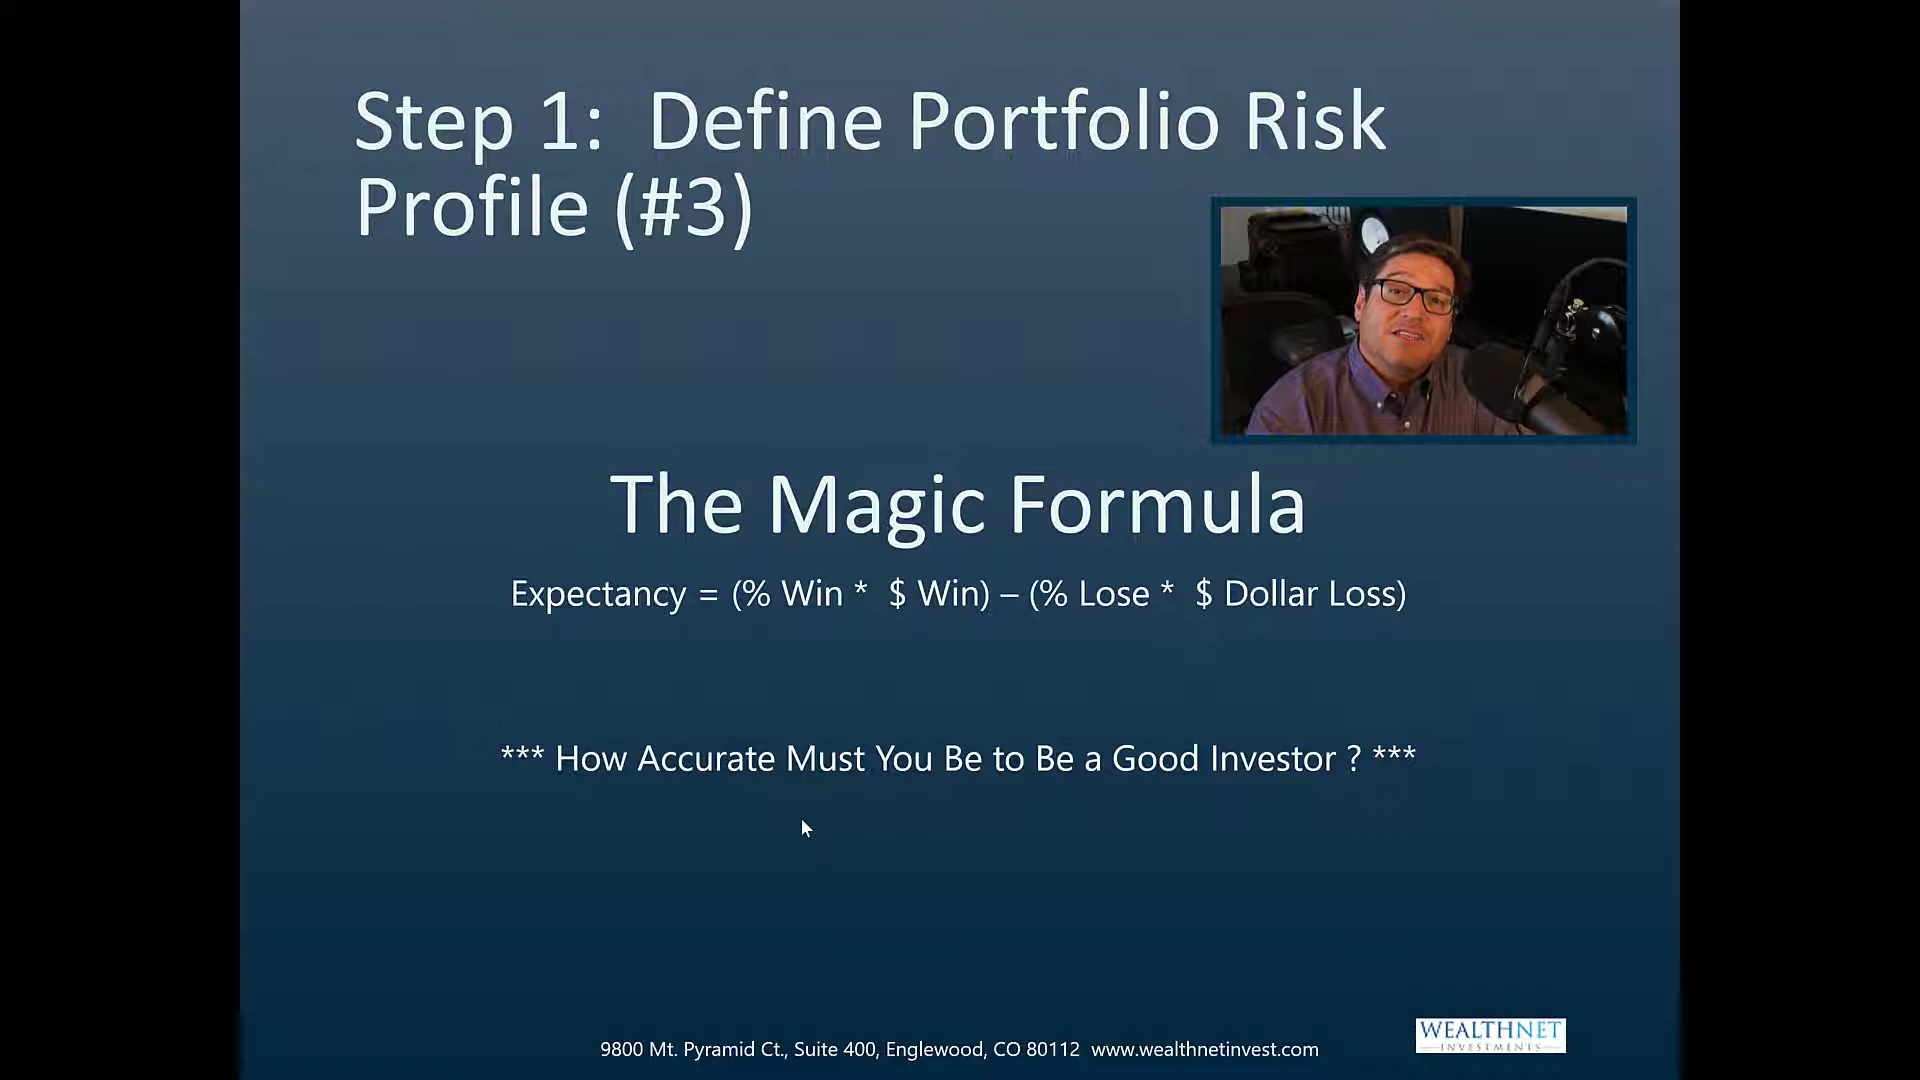 Step 1:  Define Portfolio Risk
Profile (#3)
The Magic Formula
Expectancy = (% Win *  $ Win) – (% Lose *  $ Dollar Loss)
*** How Accurate Must You Be to Be a Good Investor ? ***
9800 Mt. Pyramid Ct., Suite 400, Englewood, CO 80112  www.wealthnetinvest.com
WEALTHNET
INVESTMENTS